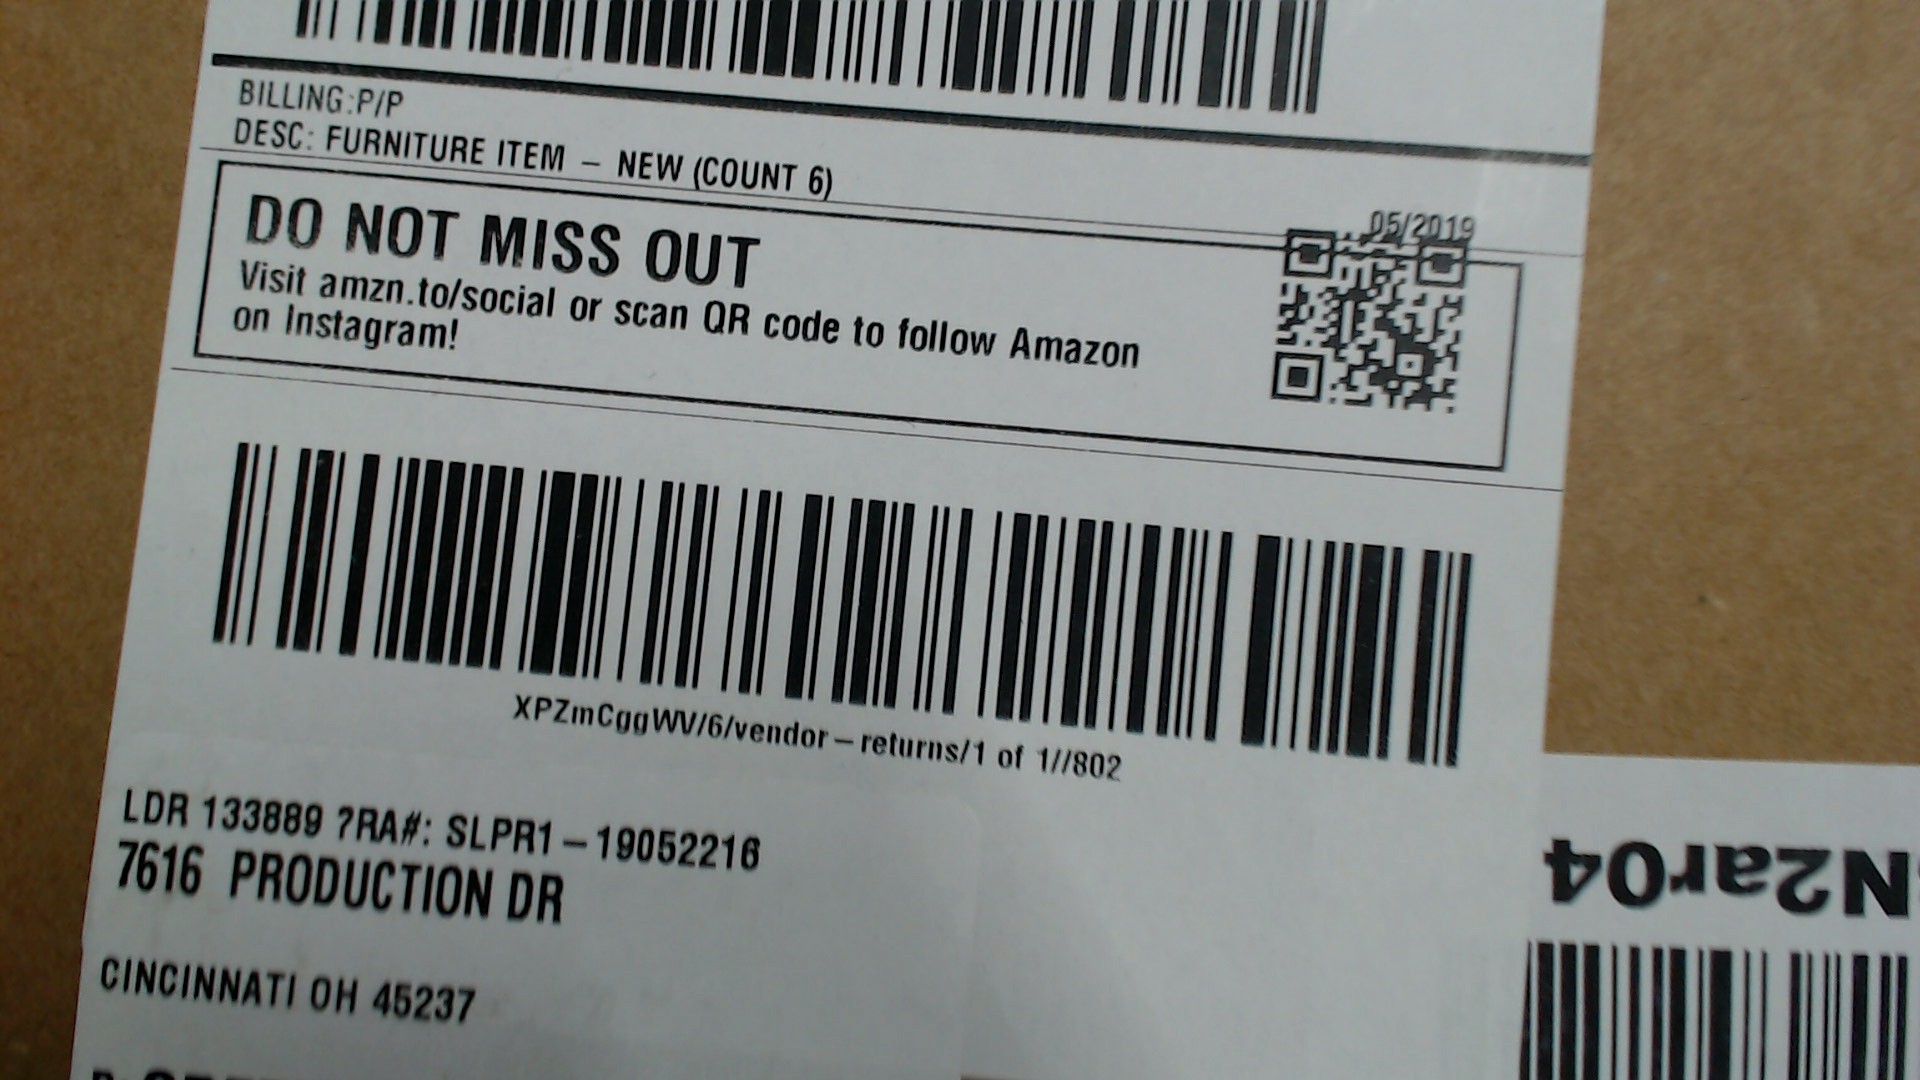 BILLING:P/P
DESC: FURNITURE ITEM – NEW (COUNT 6)
05/2019
DO NOT MISS OUT
Visit amzn.to/social or scan QR code to follow Amazon
on Instagram!
XPZmCggWV/6/vendor–returns/1 of 1//802
LDR 133889 ?RA#: SLPR1–19052216
7616 PRODUCTION DR
CINCINNATI OH 45237
N2ar04